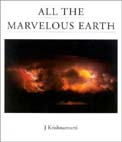 ALL THE
MARVELOUS EARTH
J Krishnamurti